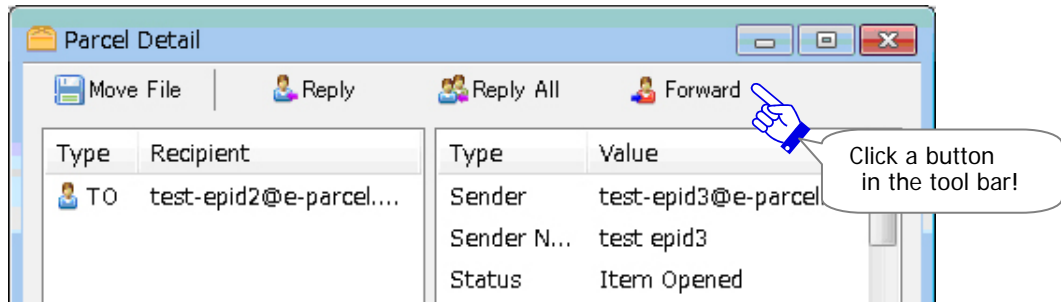 Parcel Detail
Move File Reply Reply All Forward
Type Recipient Type Value
TO test-epid2@e-parcel.... Sender test-epid3@e-parcel.
Sender N... test epid3
Status Item Opened
Click a button
in the tool bar!